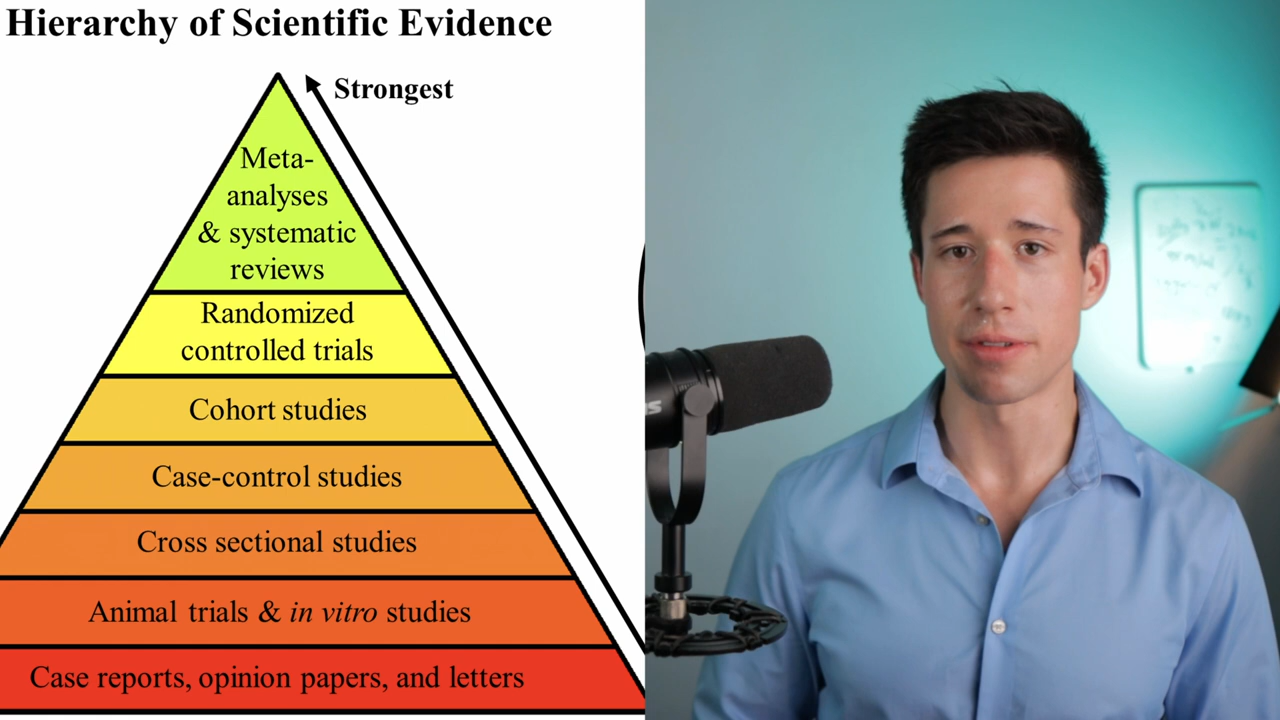 Hierarchy of Scientific Evidence
Strongest
Meta-
analyses
& systematic
reviews
Randomized
controlled trials
Cohort studies
Case-control studies
Cross sectional studies
Animal trials & in vitro studies
Case reports, opinion papers, and letters